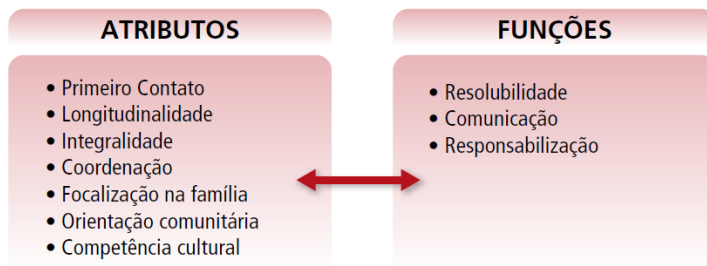 ATRIBUTOS
• Primeiro Contato
• Longitudinalidade
• Integralidade
• Coordenação
• Focalização na família
• Orientação comunitária
• Competência cultural
FUNÇÕES
• Resolubilidade
• Comunicação
• Responsabilização